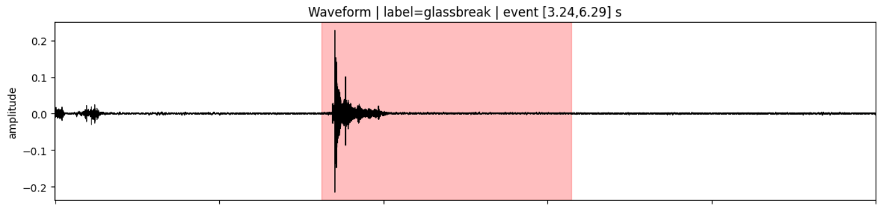 Waveform | label=glassbreak | event [3.24,6.29] s
amplitude
0.2
0.1
0.0
−0.1
−0.2